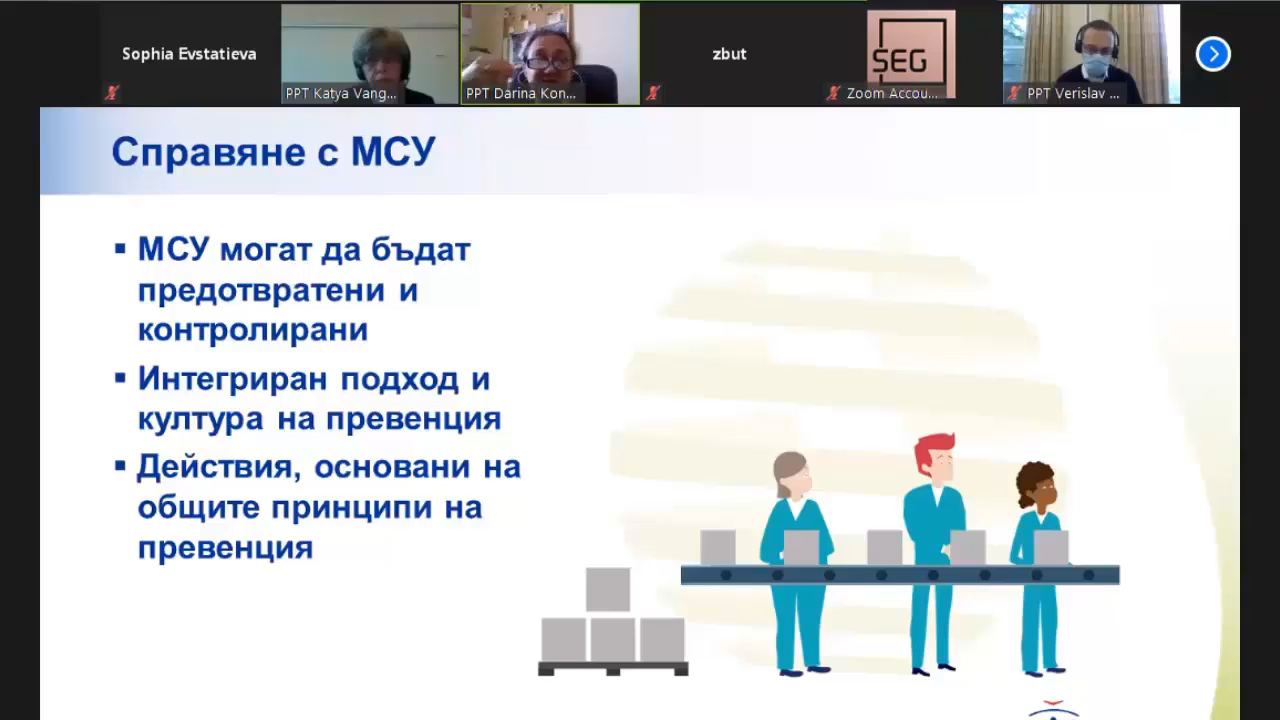 Sophia Evstatieva
PPT Katya Vang...
PPT Darina Kon...
zbut
SEG
Zoom Accou...
PPT Verislav ...
Справяне с МСУ
▪ МСУ могат да бъдат
предотвратени и
контролирани
▪ Интегриран подход и
култура на превенция
▪ Действия, основани на
общите принципи на
превенция